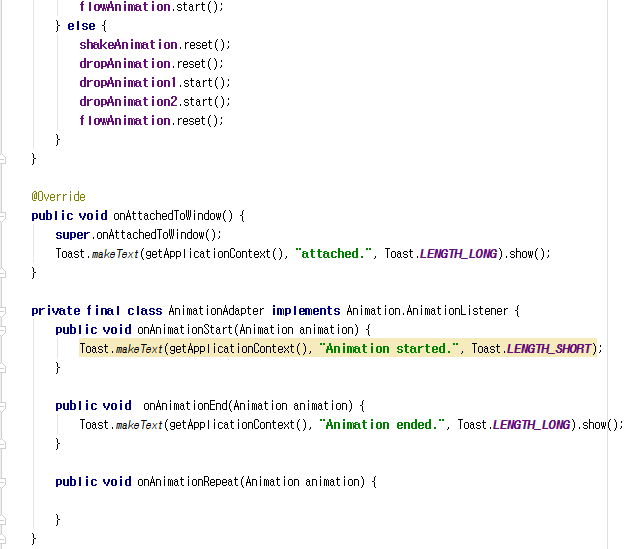 flowAnimation.start();
} else {
shakeAnimation.reset();
dropAnimation.reset();
dropAnimation1.start();
dropAnimation2.start();
flowAnimation.reset();
}
}
@Override
public void onAttachedToWindow() {
super.onAttachedToWindow();
Toast.makeText(getApplicationContext(), "attached.", Toast.LENGTH_LONG).show();
}
private final class AnimationAdapter implements Animation.AnimationListener {
public void onAnimationStart(Animation animation) {
Toast.makeText(getApplicationContext(), "Animation started.", Toast.LENGTH_SHORT);
}
public void  onAnimationEnd(Animation animation) {
Toast.makeText(getApplicationContext(), "Animation ended.", Toast.LENGTH_LONG).show();
}
public void onAnimationRepeat(Animation animation) {
}
}